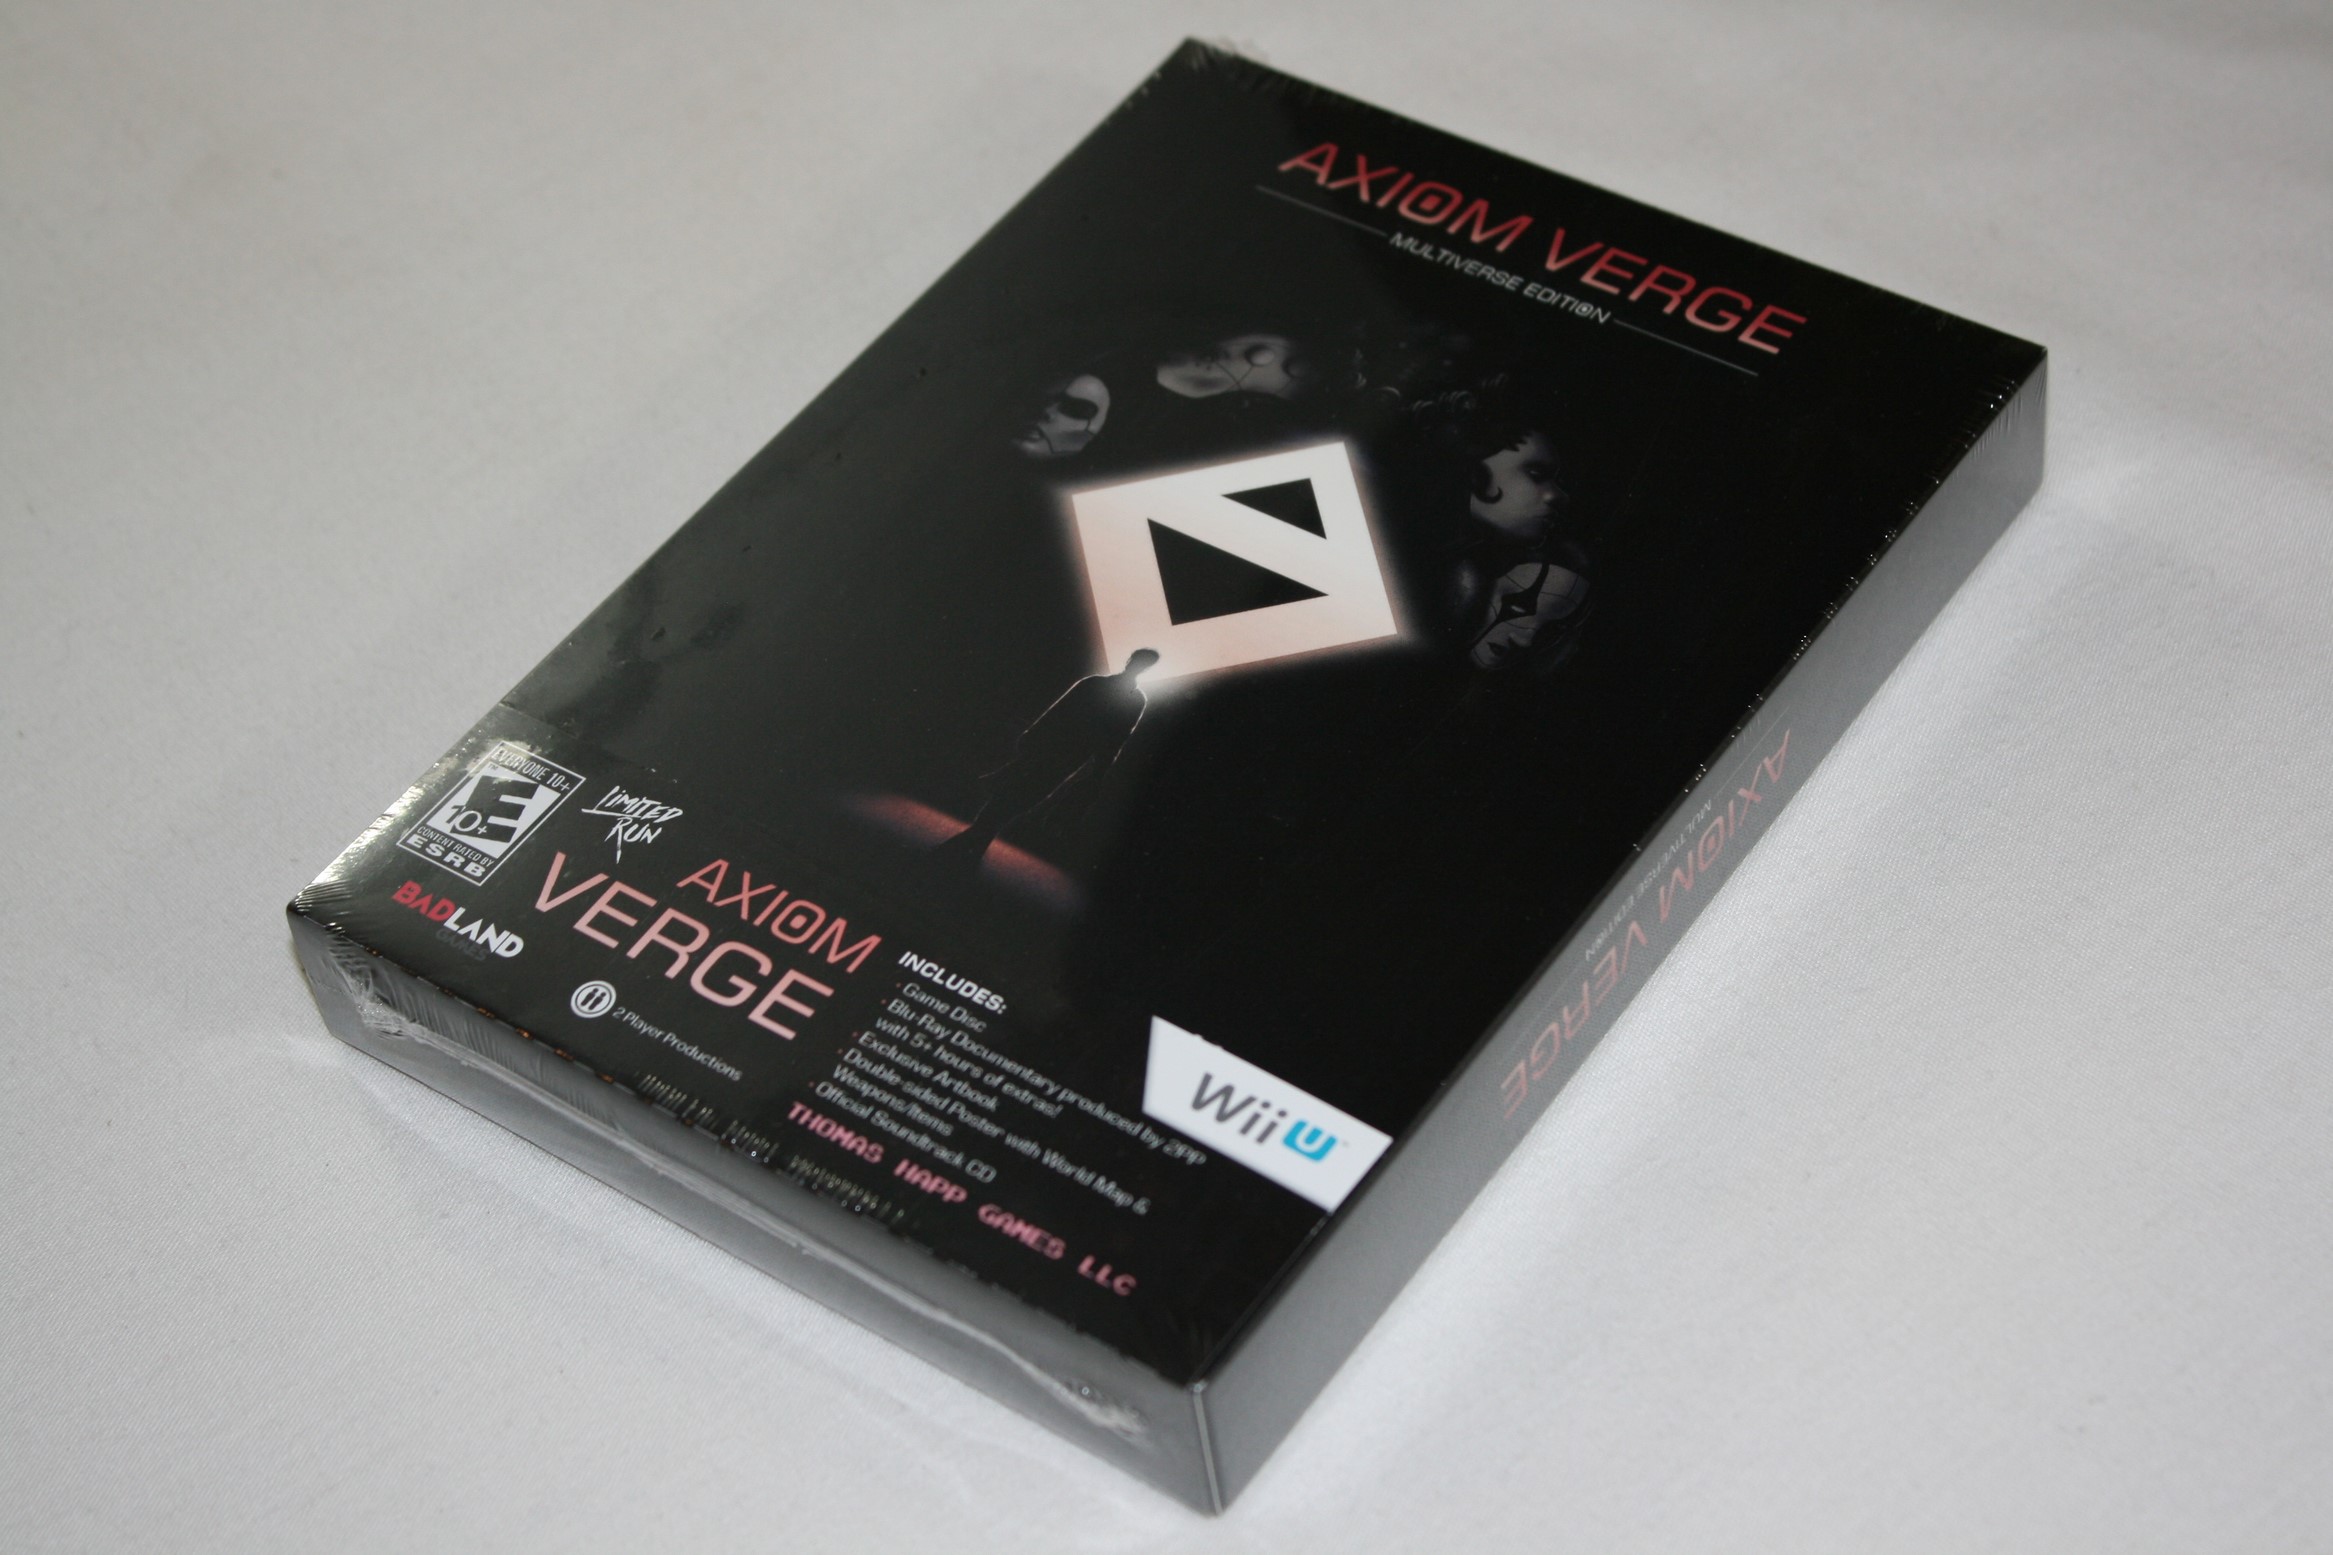 AXIOM VERGE
MULTIVERSE EDITION
EVERYONE 10+
E
10+
CONTENT RATED BY
ESRB
LiMiTED
RUN
BADLAND
GAMES
AXIOM
VERGE
2 Player Productions
INCLUDES:
· Game Disc
· Blu-Ray Documentary produced by 2PP
with 5+ hours of extras!
· Exclusive Artbook
· Double-sided Poster with World Map &
Weapons/Items
· Official Soundtrack CD
THOMAS HAPP GAMES LLC
Wii U™
AXIOM VERGE
MULTIVERSE EDITION